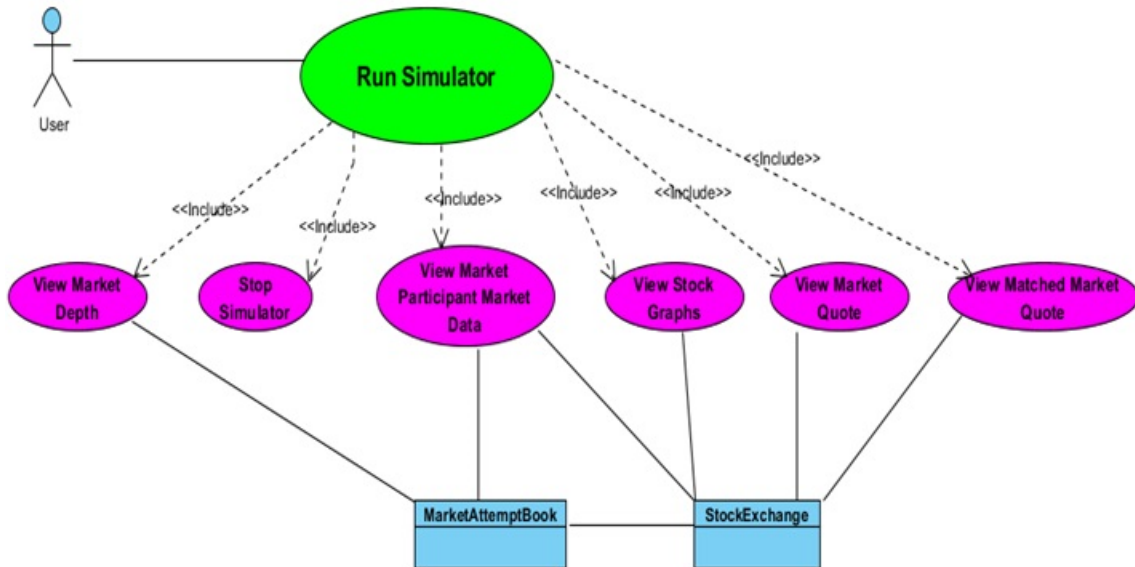 Run Simulator
User
<<Include>>
<<Include>>
<<Include>>
<<Include>>
<<Include>>
<<Include>>
View Market
Depth
Stop
Simulator
View Market
Participant Market
Data
View Stock
Graphs
View Market
Quote
View Matched Market
Quote
MarketAttemptBook
StockExchange